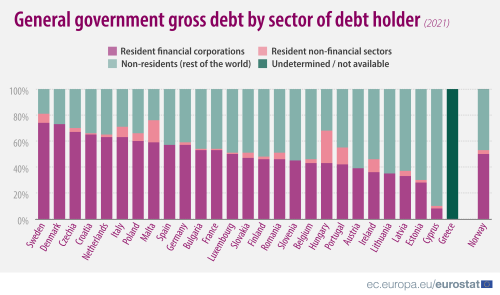 General government gross debt by sector of debt holder (2021)
Resident financial corporations
Resident non-financial sectors
Non-residents (rest of the world)
Undetermined / not available
100%
80%
60%
40%
20%
0%
Sweden
Denmark
Czechia
Croatia
Netherlands
Italy
Poland
Malta
Spain
Germany
Bulgaria
France
Luxembourg
Slovakia
Finland
Romania
Slovenia
Belgium
Hungary
Portugal
Austria
Ireland
Lithuania
Latvia
Estonia
Cyprus
Greece
Norway
ec.europa.eu/eurostat